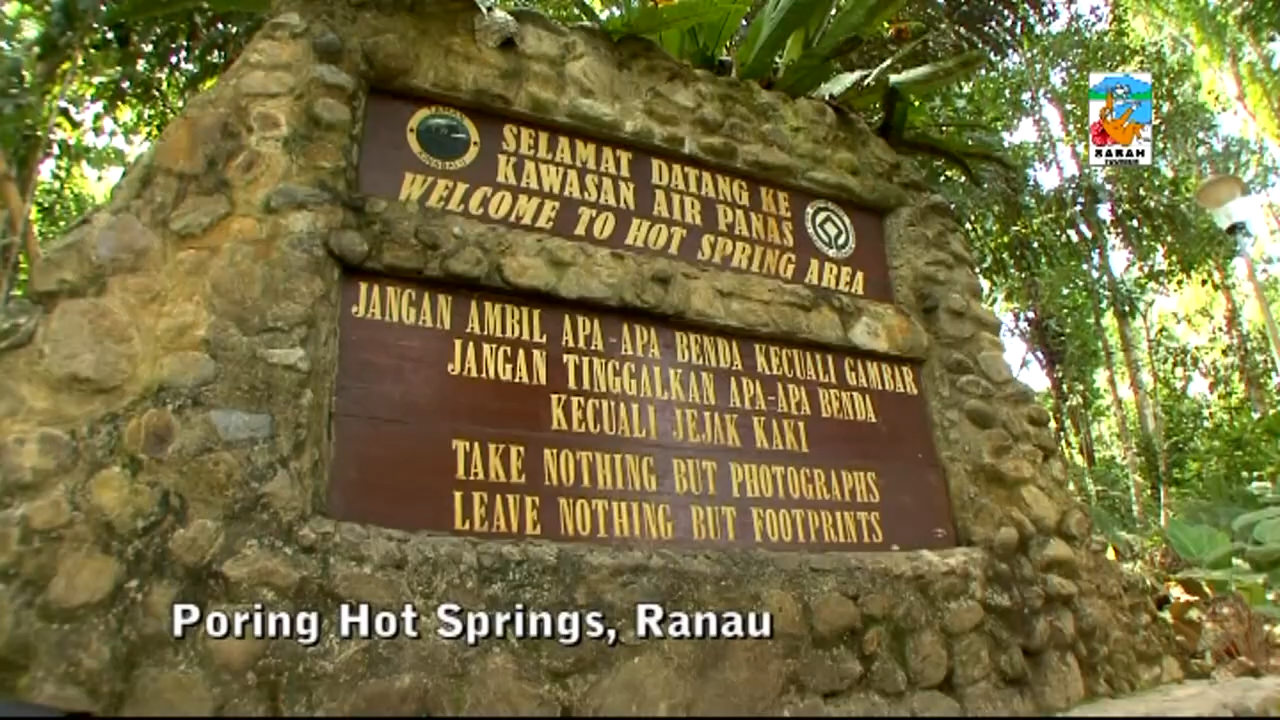 SABAH
SELAMAT DATANG KE
KAWASAN AIR PANAS
WELCOME TO HOT SPRING AREA
JANGAN AMBIL APA-APA BENDA KECUALI GAMBAR
JANGAN TINGGALKAN APA-APA BENDA
KECUALI JEJAK KAKI
TAKE NOTHING BUT PHOTOGRAPHS
LEAVE NOTHING BUT FOOTPRINTS
Poring Hot Springs, Ranau